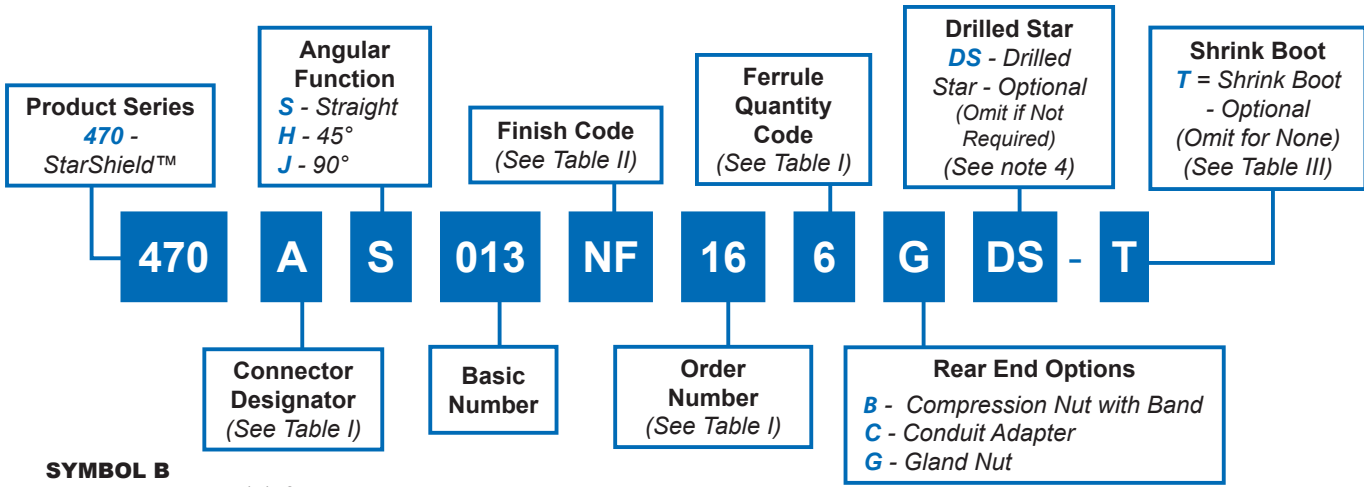 Product Series
470 -
StarShield™
Angular
Function
S - Straight
H - 45°
J - 90°
Finish Code
(See Table II)
Ferrule
Quantity
Code
(See Table I)
Drilled Star
DS - Drilled
Star - Optional
(Omit if Not
Required)
(See note 4)
Shrink Boot
T = Shrink Boot
- Optional
(Omit for None)
(See Table III)
470 A S 013 NF 16 6 G DS - T
Connector
Designator
(See Table I)
Basic
Number
Order
Number
(See Table I)
Rear End Options
B - Compression Nut with Band
C - Conduit Adapter
G - Gland Nut
SYMBOL B